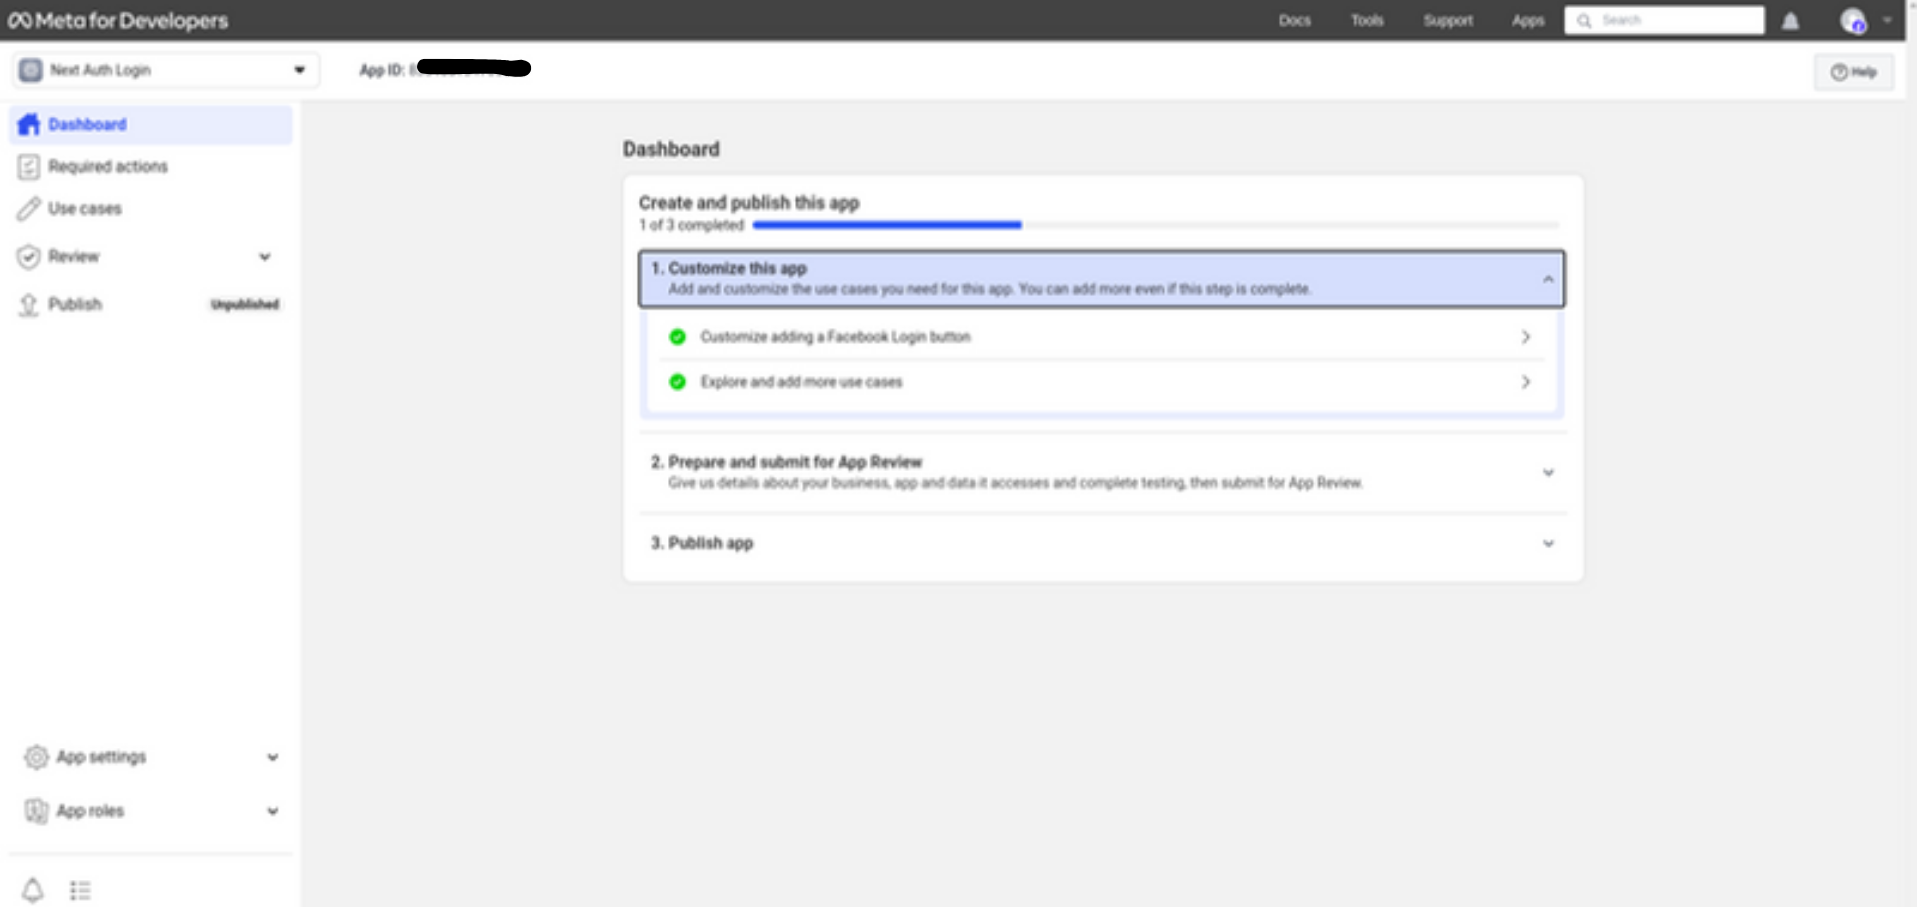 Meta for Developers
Docs
Tools
Support
Apps
Search
Next Auth Login
App ID:
Help
Dashboard
Required actions
Use cases
Review
Publish
Unpublished
App settings
App roles
Dashboard
Create and publish this app
1 of 3 completed
1. Customize this app
Add and customize the use cases you need for this app. You can add more even if this step is complete.
Customize adding a Facebook Login button
Explore and add more use cases
2. Prepare and submit for App Review
Give us details about your business, app and data it accesses and complete testing, then submit for App Review.
3. Publish app